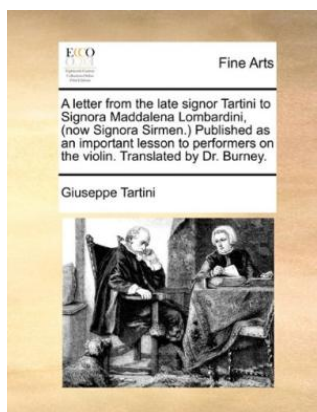 ECCO
Fine Arts
A letter from the late signor Tartini to
Signora Maddalena Lombardini,
(now Signora Sirmen.) Published as
an important lesson to performers on
the violin. Translated by Dr. Burney.
Giuseppe Tartini